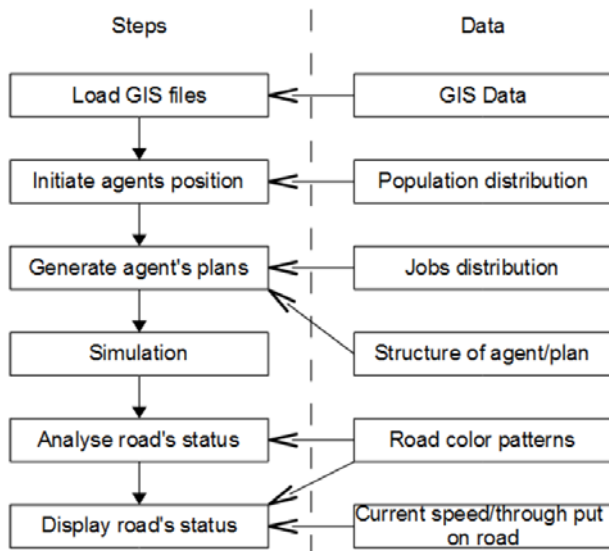 Steps
Data
Load GIS files
GIS Data
Initiate agents position
Population distribution
Generate agent's plans
Jobs distribution
Simulation
Structure of agent/plan
Analyse road's status
Road color patterns
Display road's status
Current speed/through put
on road